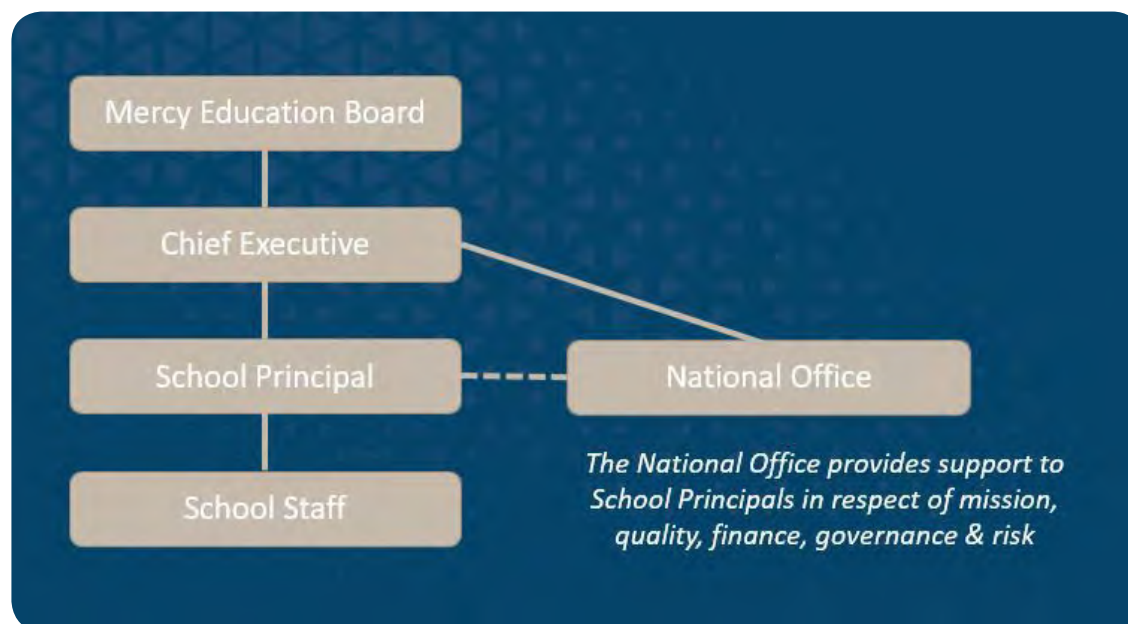 Mercy Education Board
Chief Executive
School Principal
National Office
School Staff
The National Office provides support to
School Principals in respect of mission,
quality, finance, governance & risk